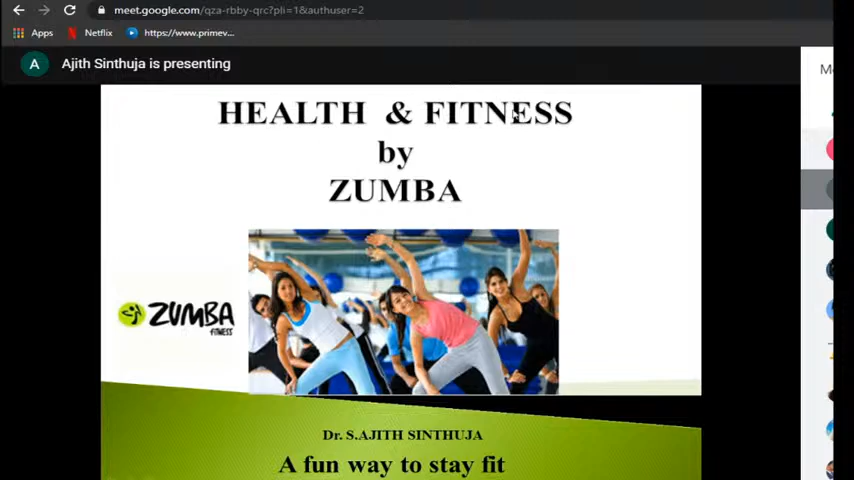 meet.google.com/qza-rbby-qrc?pli=1&authuser=2
Apps Netflix https://www.primev...
A Ajith Sinthuja is presenting
HEALTH & FITNESS
by
ZUMBA
ZUMBA
FITNESS
Dr. S.AJITH SINTHUJA
A fun way to stay fit